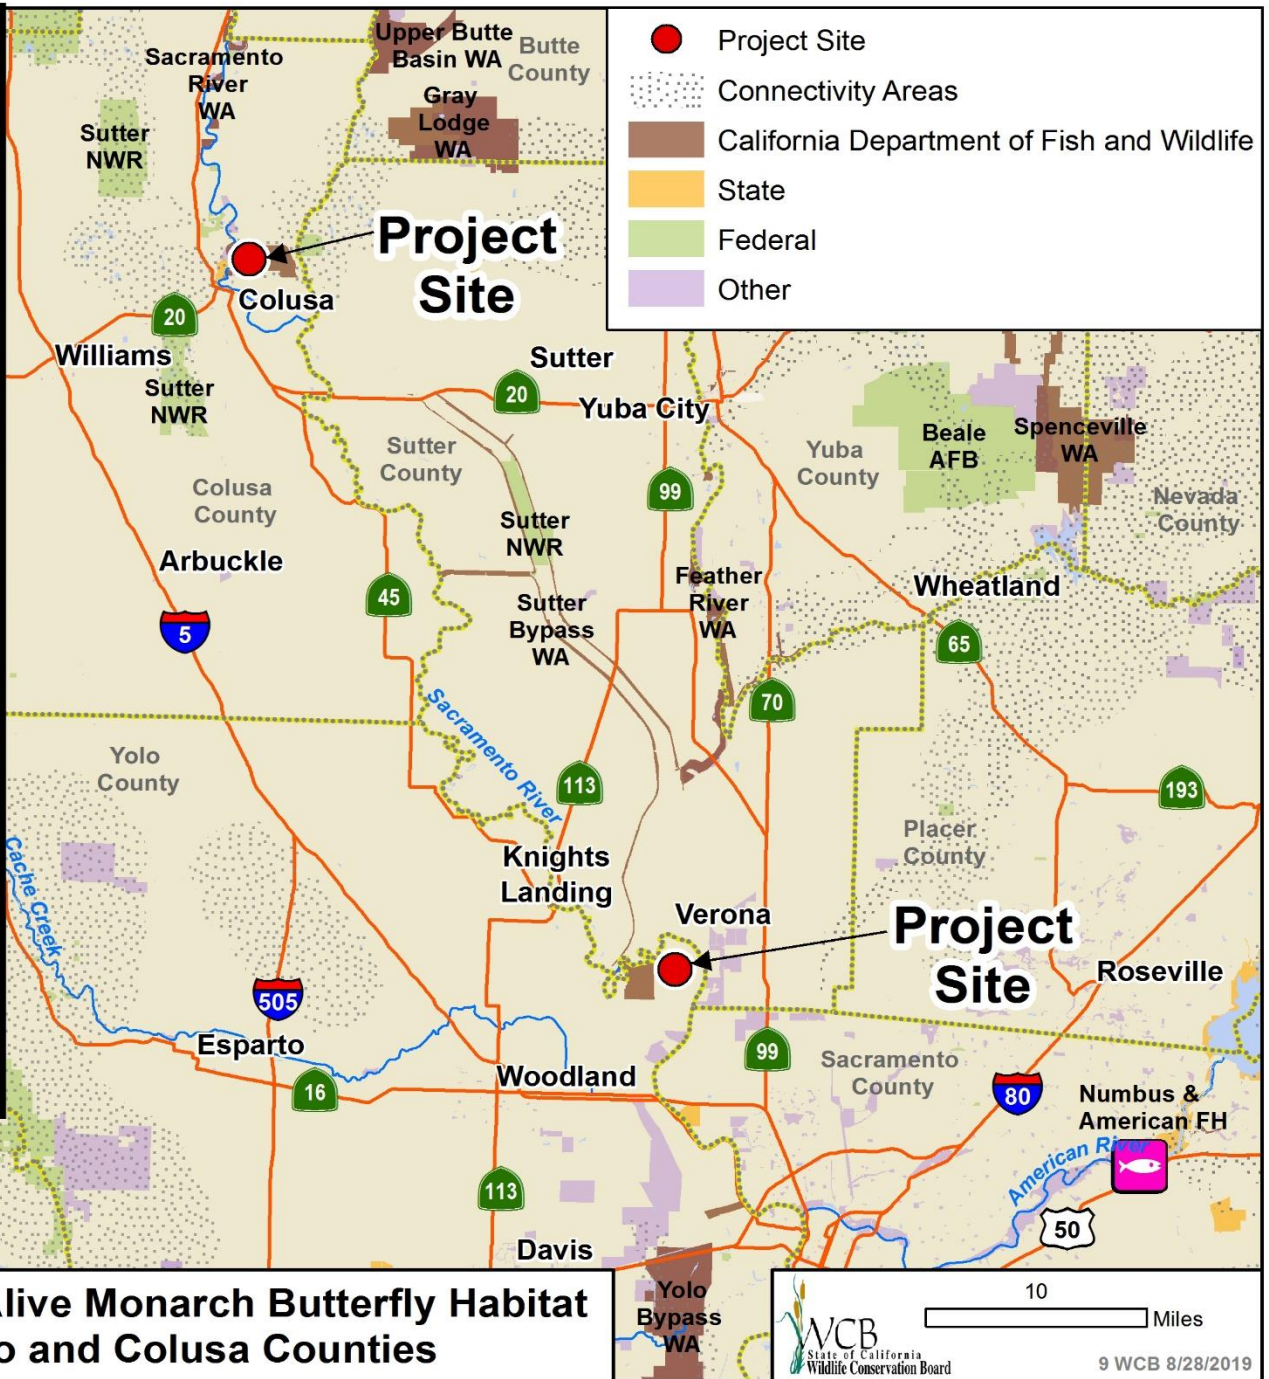 Project Site
Connectivity Areas
California Department of Fish and Wildlife
State
Federal
Other
Upper Butte
Basin WA
Butte
County
Sacramento
River
WA
Gray
Lodge
WA
Sutter
NWR
Project
Site
Colusa
20
Williams
Sutter
NWR
Sutter
20
Yuba City
Sutter
County
Yuba
County
Beale
AFB
Spenceville
WA
Nevada
County
Colusa
County
99
Sutter
NWR
Arbuckle
45
Feather
River
WA
Wheatland
5
Sutter
Bypass
WA
65
70
Sacramento River
Yolo
County
113
193
Placer
County
Cache Creek
Knights
Landing
Verona
Project
Site
Roseville
505
Esparto
99
Sacramento
County
16
Woodland
80
Numbus &
American FH
American River
113
50
Davis
Yolo
Bypass
WA
live Monarch Butterfly Habitat
o and Colusa Counties
WCB
State of California
Wildlife Conservation Board
10
Miles
9 WCB 8/28/2019